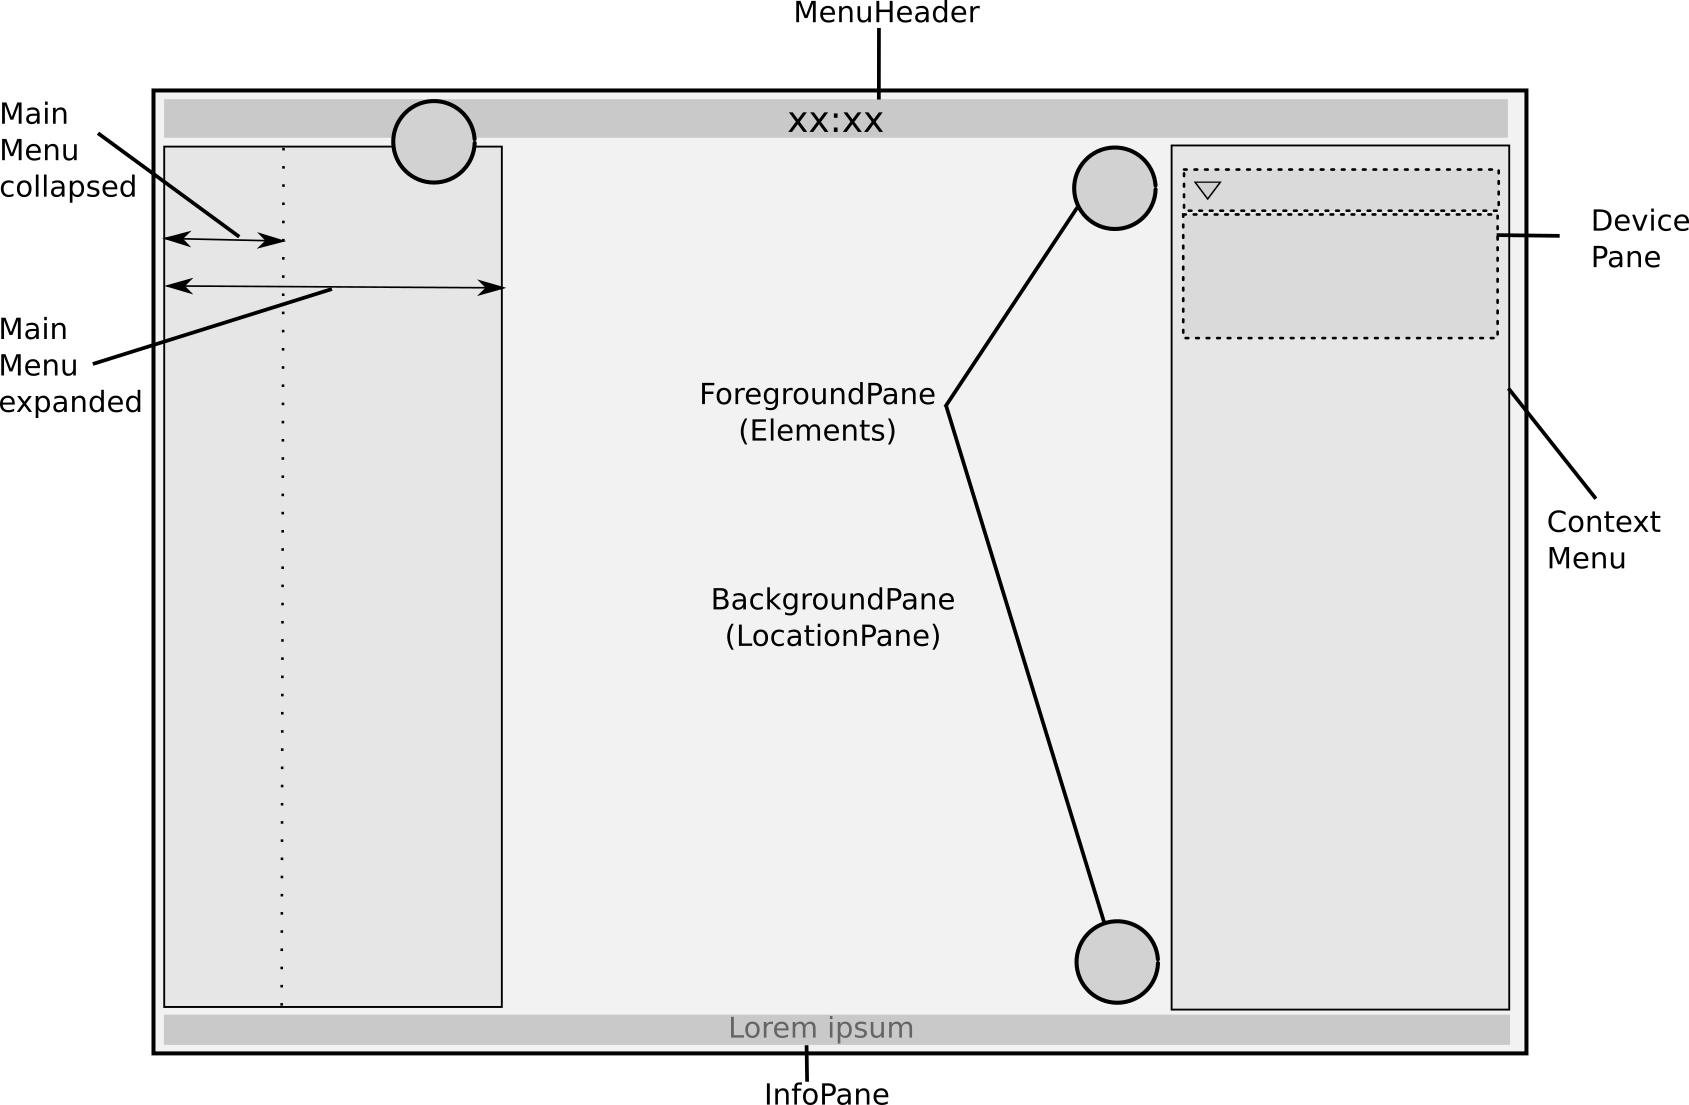 MenuHeader
xx:xx
Main
Menu
collapsed
Main
Menu
expanded
ForegroundPane
(Elements)
BackgroundPane
(LocationPane)
Device
Pane
Context
Menu
Lorem ipsum
InfoPane